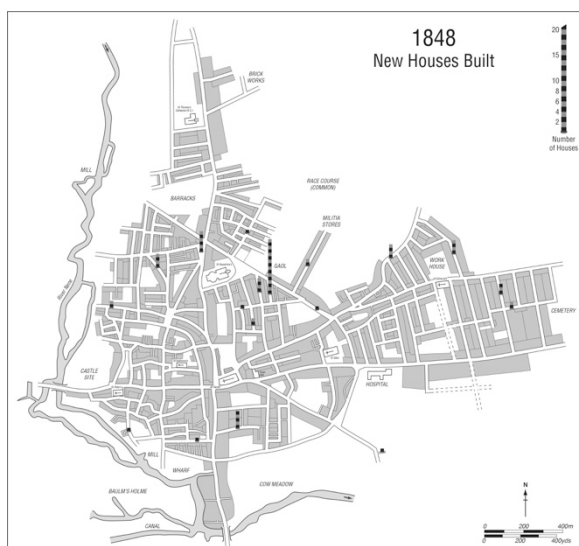 1848
New Houses Built
20
15
10
8
6
4
2
Number
of Houses
BRICK
WORKS
MILL
RACE COURSE
(COMMON)
BARRACKS
MILITIA
STORES
GAOL
WORK
HOUSE
River Nene
CEMETERY
CASTLE
SITE
HOSPITAL
MILL
WHARF
COW MEADOW
BAULM'S HOLME
CANAL
N
0 200 400m
0 200 400yds